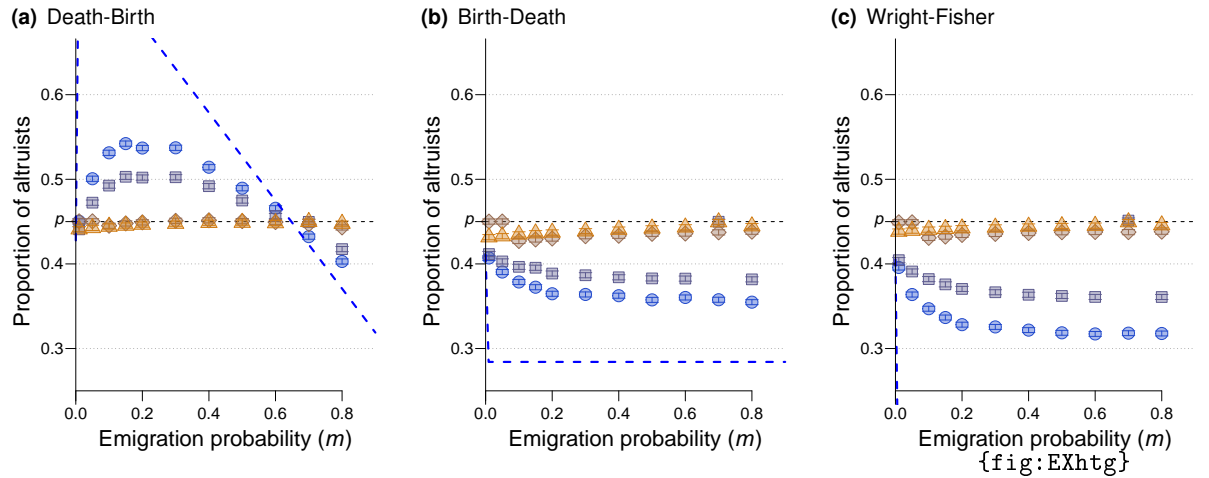 (a) Death-Birth
Proportion of altruists
0.6
0.5
p
0.4
0.3
0.0 0.2 0.4 0.6 0.8
Emigration probability (m)
(b) Birth-Death
Proportion of altruists
0.6
0.5
p
0.4
0.3
0.0 0.2 0.4 0.6 0.8
Emigration probability (m)
(c) Wright-Fisher
Proportion of altruists
0.6
0.5
p
0.4
0.3
0.0 0.2 0.4 0.6 0.8
Emigration probability (m)
{fig:EXhtg}